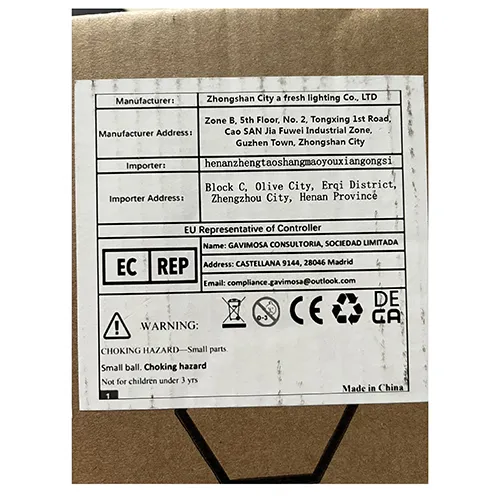 Manufacturer: Zhongshan City a fresh lighting Co., LTD
Manufacturer Address: Zone B, 5th Floor, No. 2, Tongxing 1st Road,
Cao SAN Jia Fuwei Industrial Zone,
Guzhen Town, Zhongshan City
Importer: henanzhengtaoshangmaoyouxiangongsi
Importer Address: Block C, Olive City, Erqi District,
Zhengzhou City, Henan Province
EU Representative of Controller
EC REP
Name: GAVIMOSA CONSULTORIA, SOCIEDAD LIMITADA
Address: CASTELLANA 9144, 28046 Madrid
Email: compliance.gavimosa@outlook.com
WARNING:
0-3
CE
DE
GA
CHOKING HAZARD—Small parts.
Small ball. Choking hazard
Not for children under 3 yrs
1
Made in China